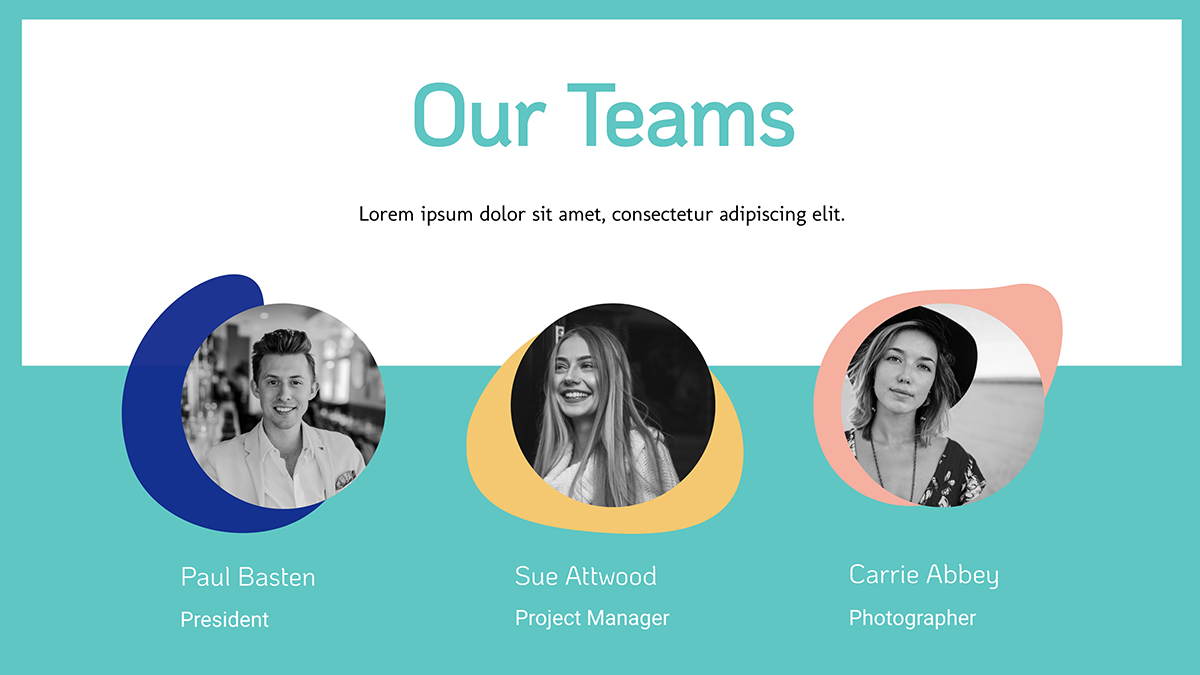 Our Teams
Lorem ipsum dolor sit amet, consectetur adipiscing elit.
Paul Basten
President
Sue Attwood
Project Manager
Carrie Abbey
Photographer